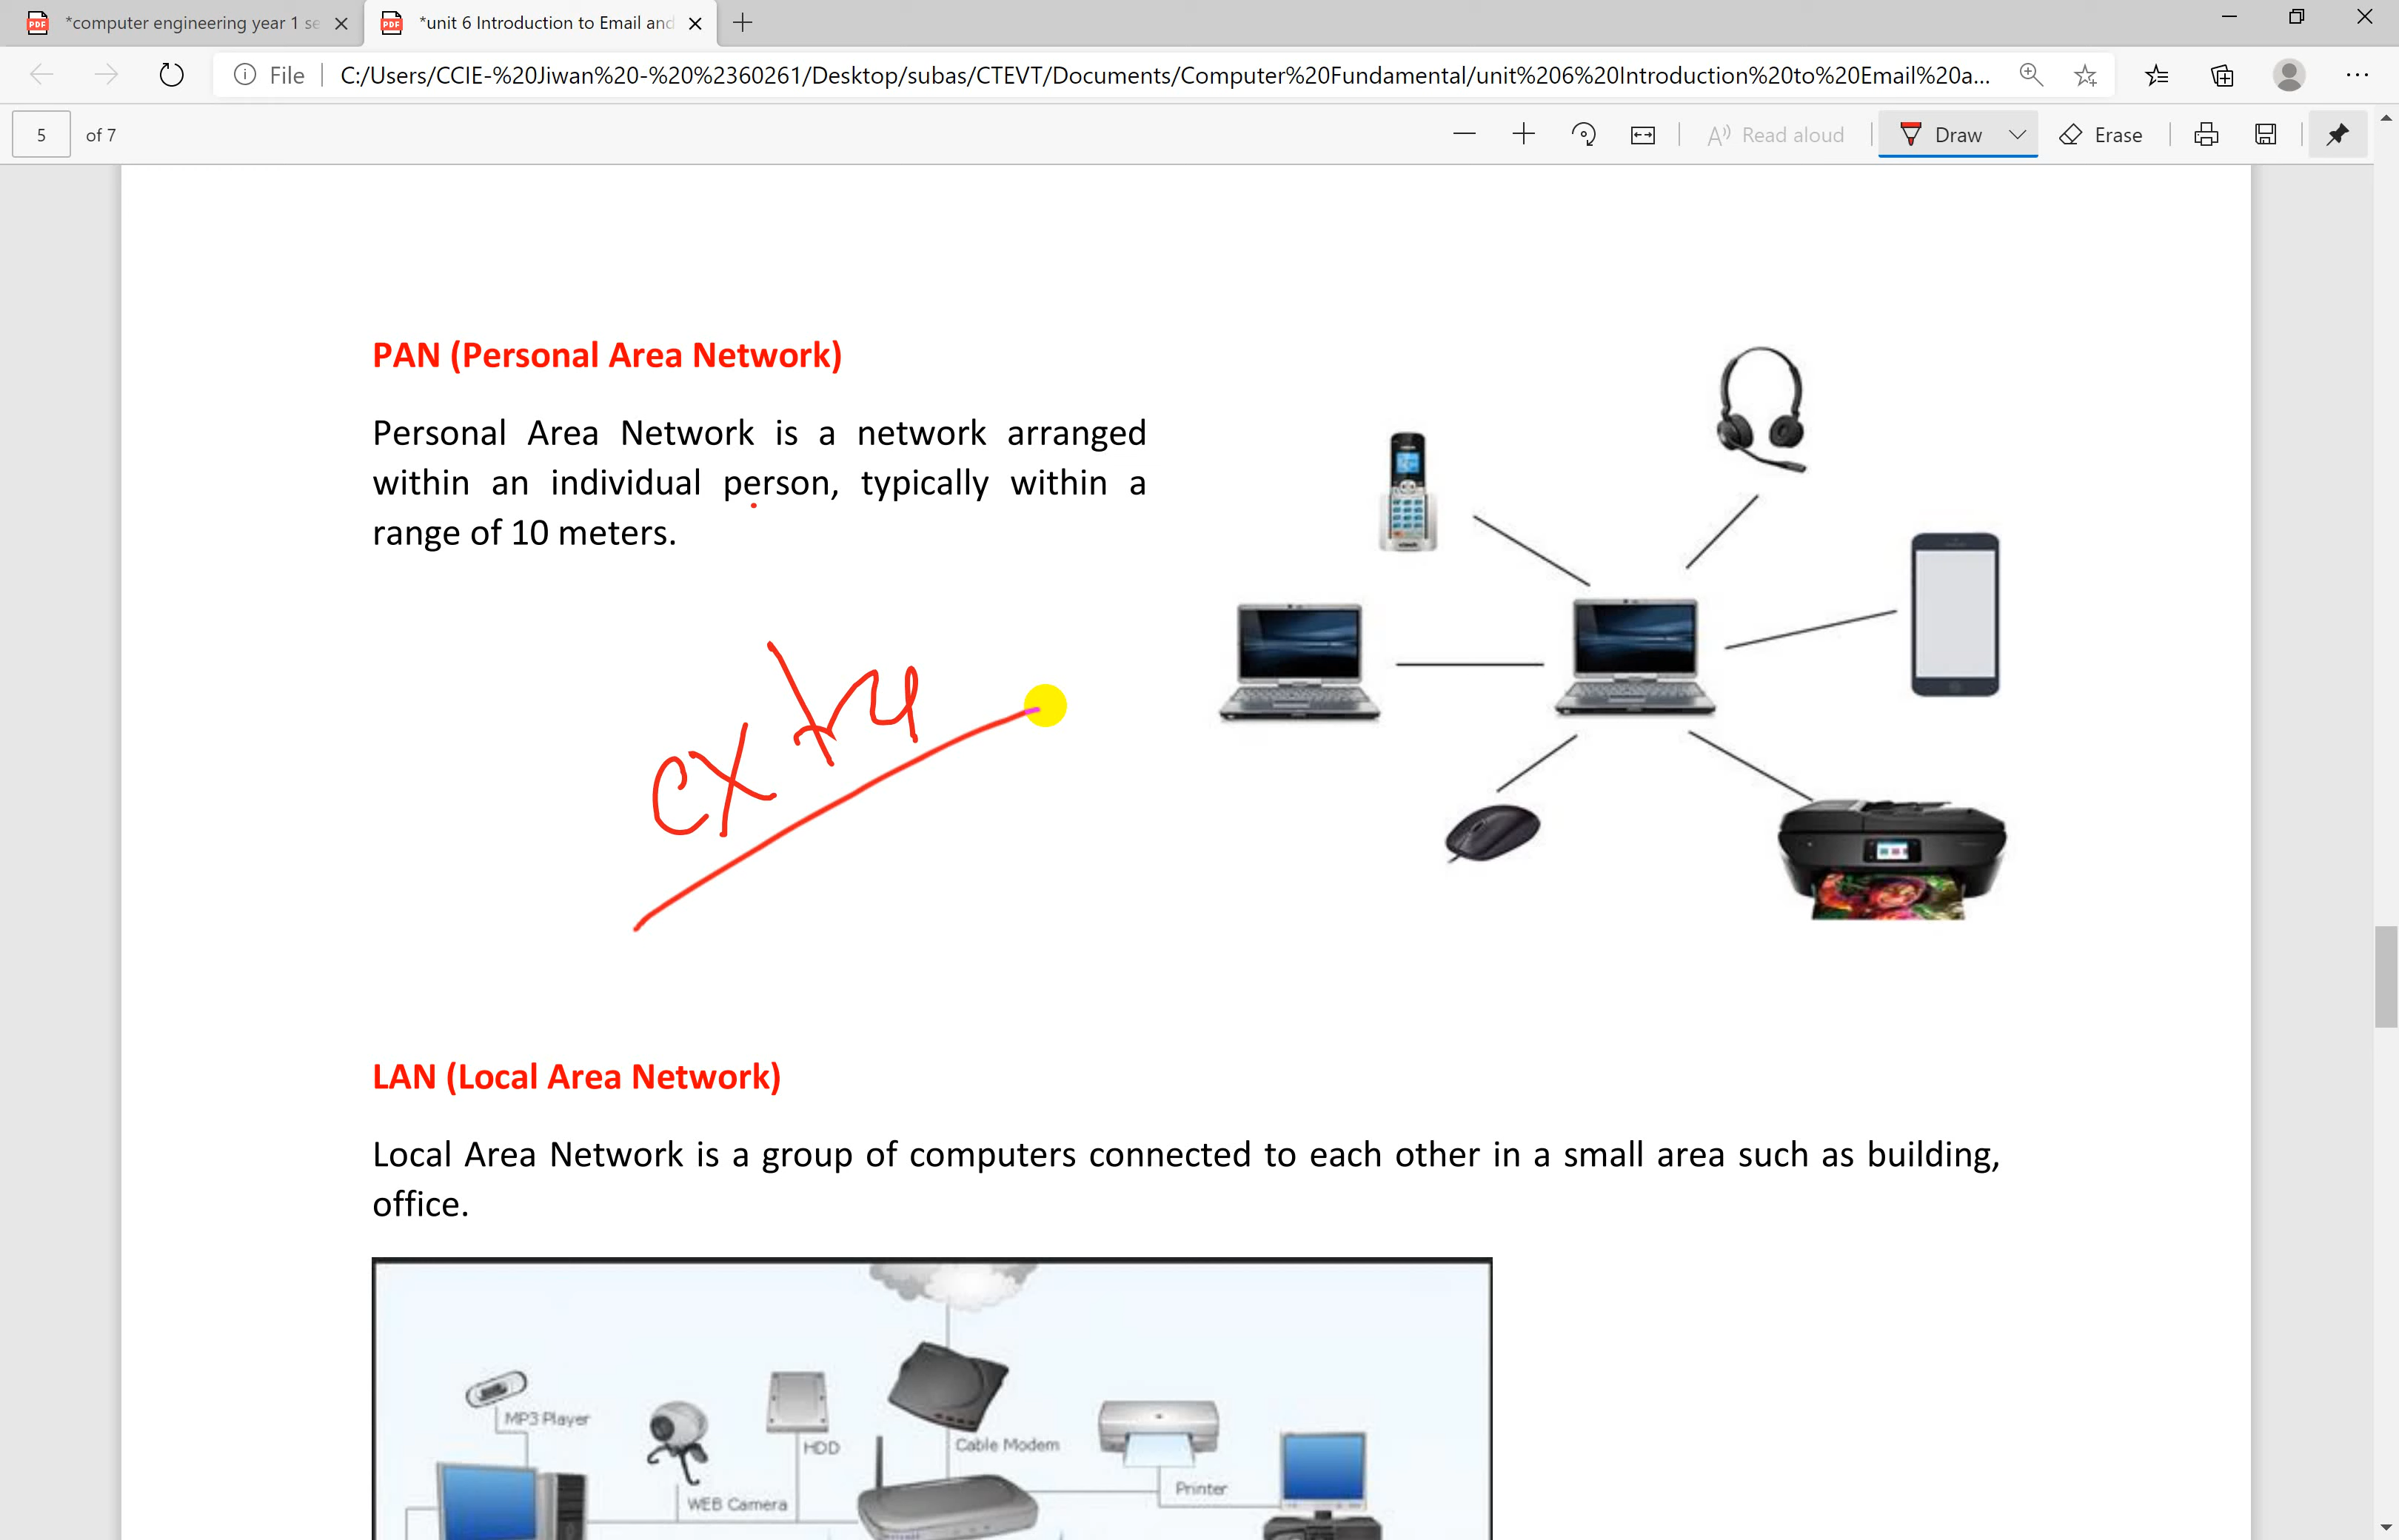 *computer engineering year 1 se
*unit 6 Introduction to Email and
File
C:/Users/CCIE-%20Jiwan%20-%20%2360261/Desktop/subas/CTEVT/Documents/Computer%20Fundamental/unit%206%20Introduction%20to%20Email%20a...
5 of 7
Read aloud
Draw
Erase
PAN (Personal Area Network)
Personal Area Network is a network arranged
within an individual person, typically within a
range of 10 meters.
extra
LAN (Local Area Network)
Local Area Network is a group of computers connected to each other in a small area such as building,
office.
MP3 Player
HDD
Cable Modem
Printer
WEB Camera